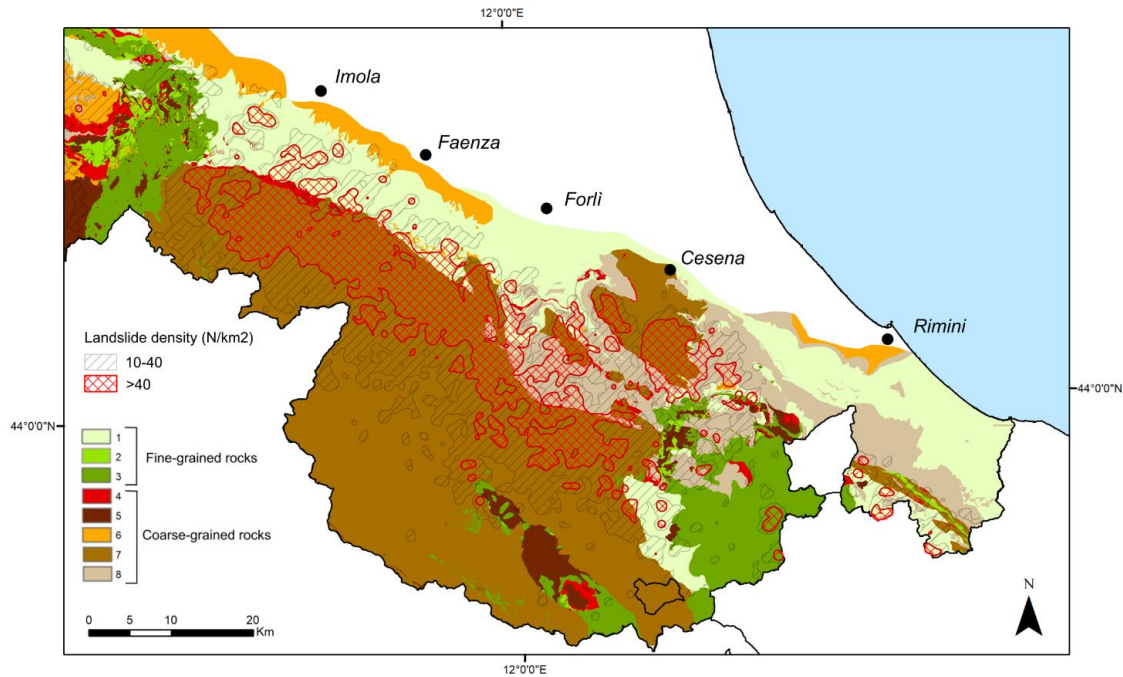 12°0'0"E
Imola
Faenza
Forlì
Cesena
Rimini
Landslide density (N/km2)
10-40
>40
44°0'0"N
44°0'0"N
1
2
3
Fine-grained rocks
4
5
6
7
8
Coarse-grained rocks
N
0 5 10 20
Km
12°0'0"E